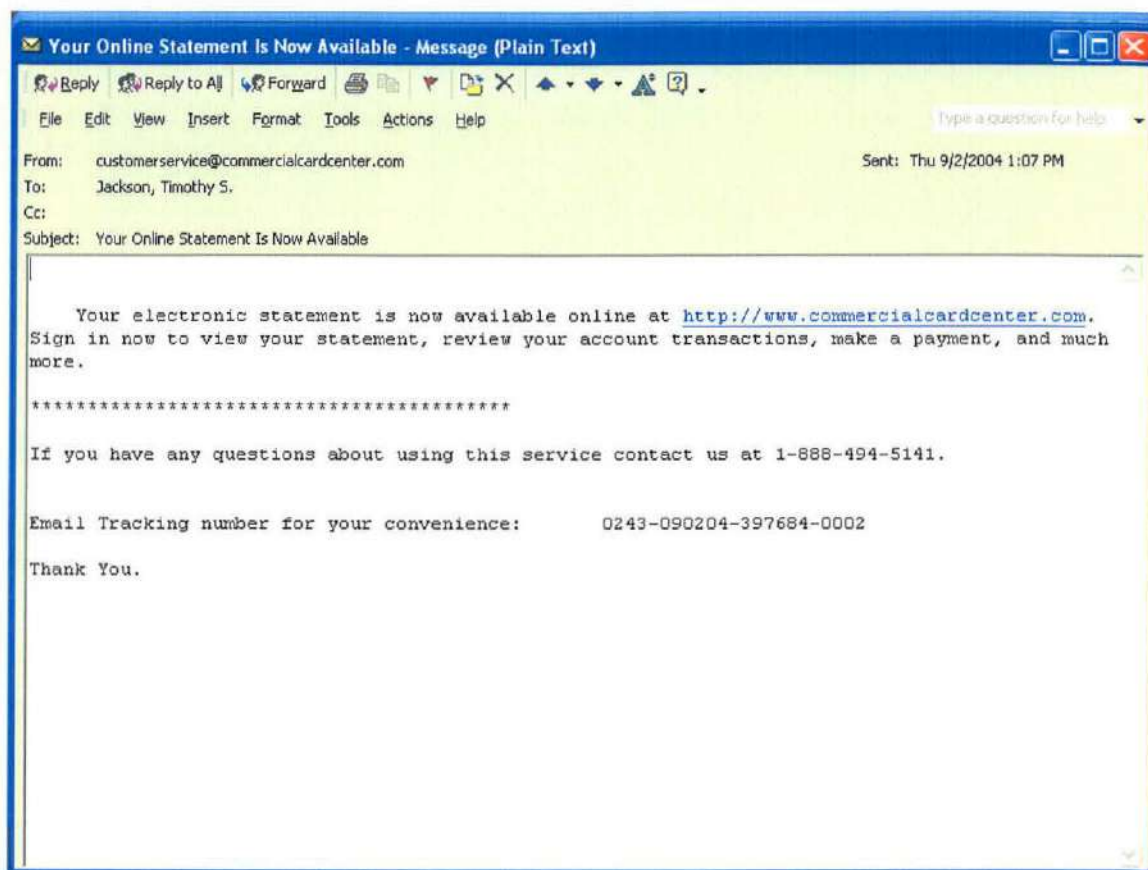 Your Online Statement Is Now Available - Message (Plain Text)
Reply Reply to All Forward
File Edit View Insert Format Tools Actions Help Type a question for help
From: customerservice@commercialcardcenter.com Sent: Thu 9/2/2004 1:07 PM
To: Jackson, Timothy S.
Cc:
Subject: Your Online Statement Is Now Available
Your electronic statement is now available online at http://www.commercialcardcenter.com.
Sign in now to view your statement, review your account transactions, make a payment, and much
more.
******************************************
If you have any questions about using this service contact us at 1-888-494-5141.
Email Tracking number for your convenience: 0243-090204-397684-0002
Thank You.